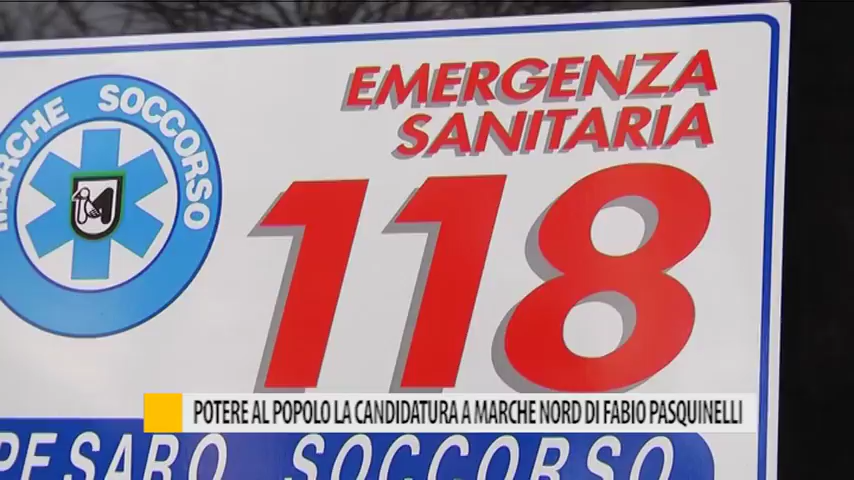 MARCHE SOCCORSO
EMERGENZA
SANITARIA
118
POTERE AL POPOLO LA CANDIDATURA A MARCHE NORD DI FABIO PASQUINELLI
PESARO SOCCORSO